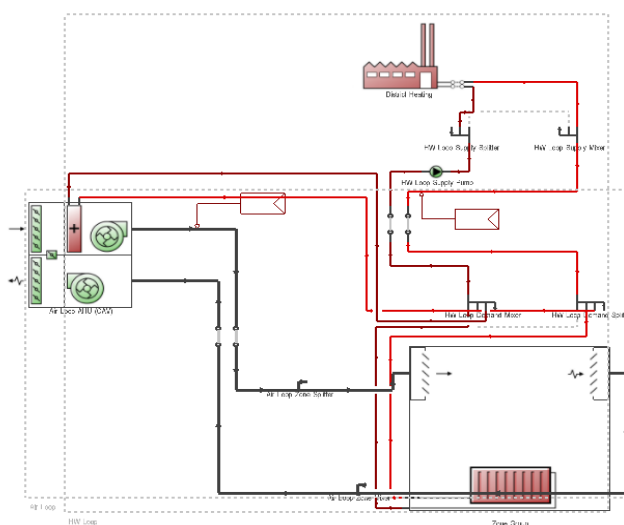 District Heating
HW Loop Supply Splitter
HW Loop Supply Mixer
HW Loop Supply Pump
Air Loop AHU (CAV)
HW Loop Demand Mixer
HW Loop Demand Split
Air Loop Zone Splitter
Air Loop Zone Mixer
Air Loop
HW Loop
Zone Group